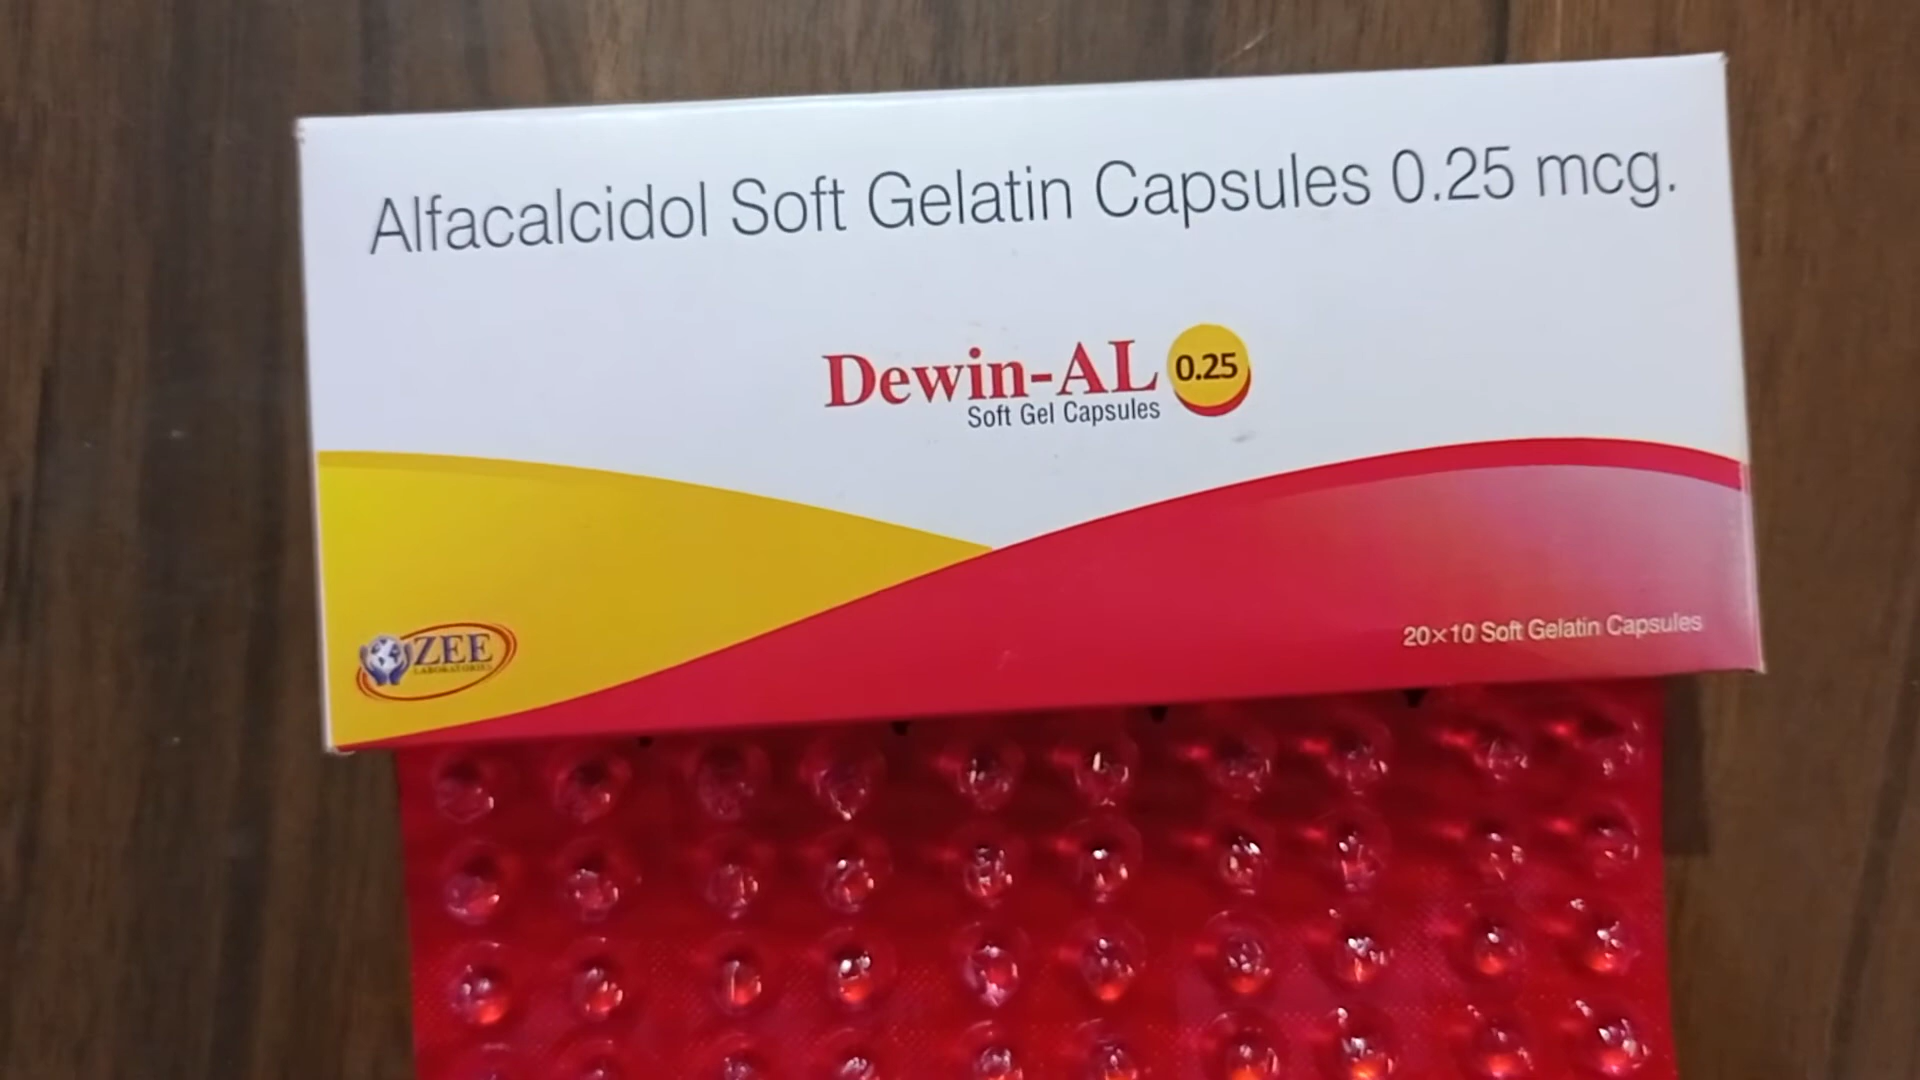 Alfacalcidol Soft Gelatin Capsules 0.25 mcg.
Dewin-AL 0.25
Soft Gel Capsules
ZEE
LABORATORIES
20×10 Soft Gelatin Capsules